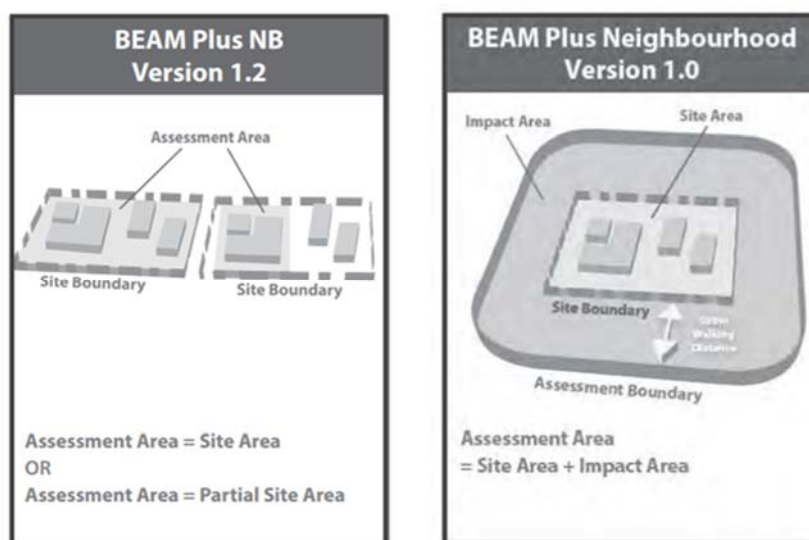 BEAM Plus NB
Version 1.2
Assessment Area
Site Boundary
Site Boundary
Assessment Area = Site Area
OR
Assessment Area = Partial Site Area
BEAM Plus Neighbourhood
Version 1.0
Impact Area
Site Area
Site Boundary
Walking
Distance
Assessment Boundary
Assessment Area
= Site Area + Impact Area